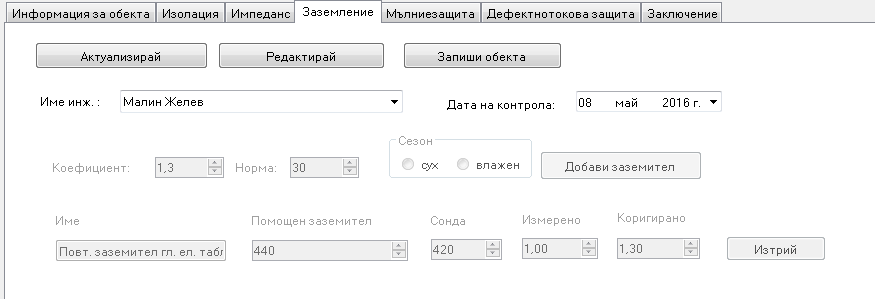 Информация за обекта Изолация Импеданс Заземление Мълниезащита Дефектнотокова защита Заключение
Актуализирай Редактирай Запиши обекта
Име инж. : Малин Желев Дата на контрола: 08 май 2016 г.
Сезон
Коефициент: 1,3 Норма: 30 сух влажен Добави заземител
Име Помощен заземител Сонда Измерено Коригирано
Повт. заземител гл. ел. табл 440 420 1,00 1,30 Изтрий